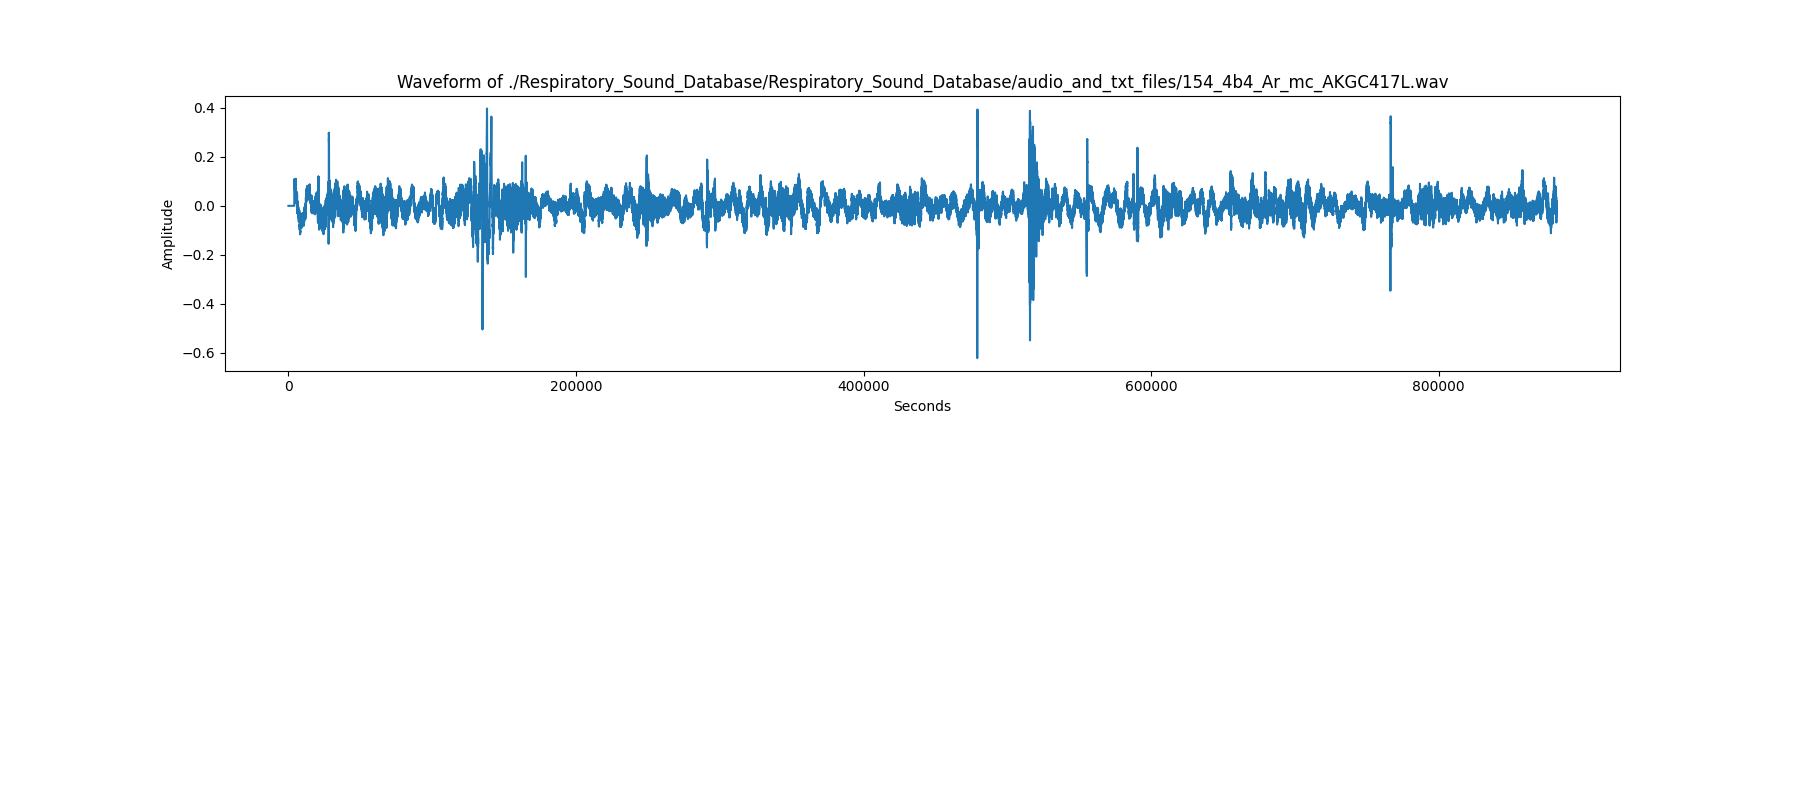 Waveform of ./Respiratory_Sound_Database/Respiratory_Sound_Database/audio_and_txt_files/154_4b4_Ar_mc_AKGC417L.wav
0.4
0.2
0.0
−0.2
−0.4
−0.6
Amplitude
0 200000 400000 600000 800000
Seconds